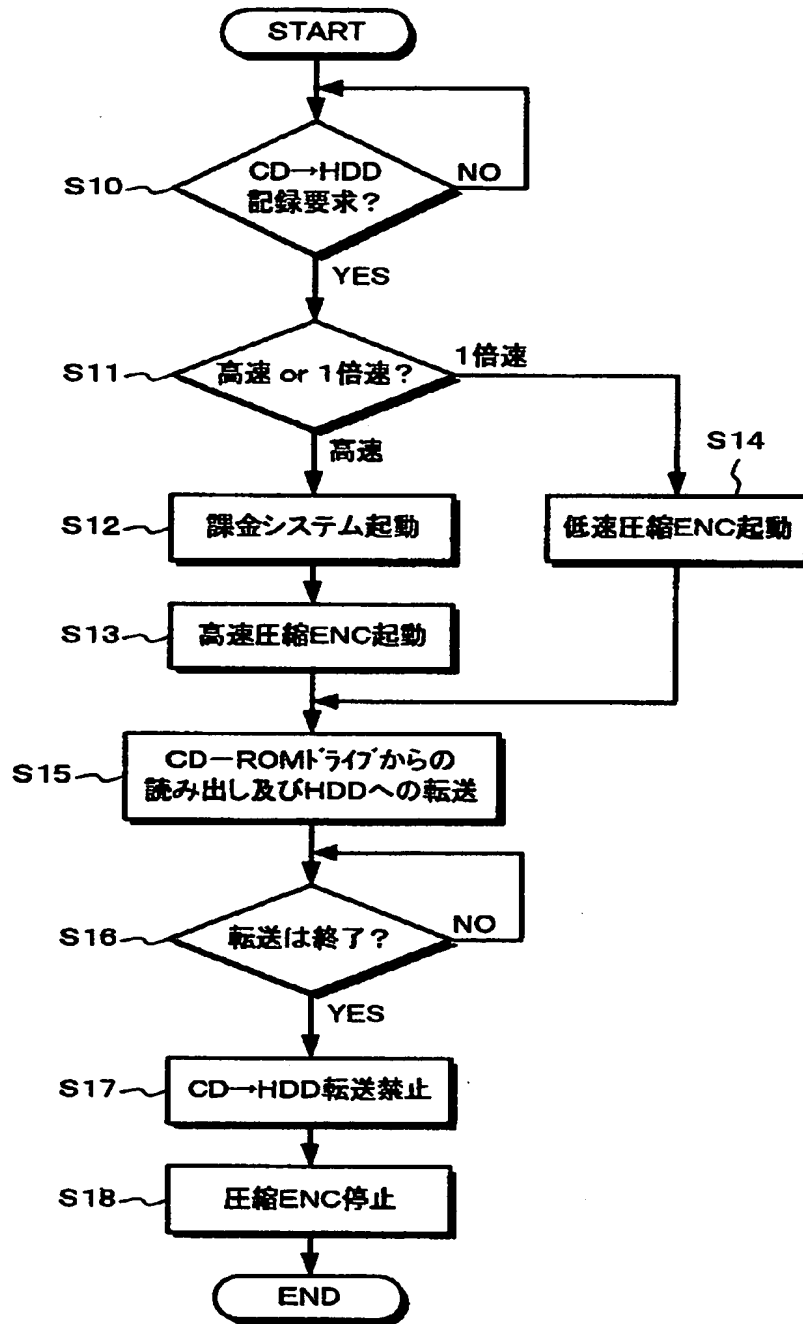 START
S10
CD→HDD
記録要求？
NO
YES
S11
高速 or 1倍速？
1倍速
高速
S12
課金システム起動
S14
低速圧縮ENC起動
S13
高速圧縮ENC起動
S15
CD－ROMドライブからの
読み出し及びHDDへの転送
S16
転送は終了？
NO
YES
S17
CD→HDD転送禁止
S18
圧縮ENC停止
END